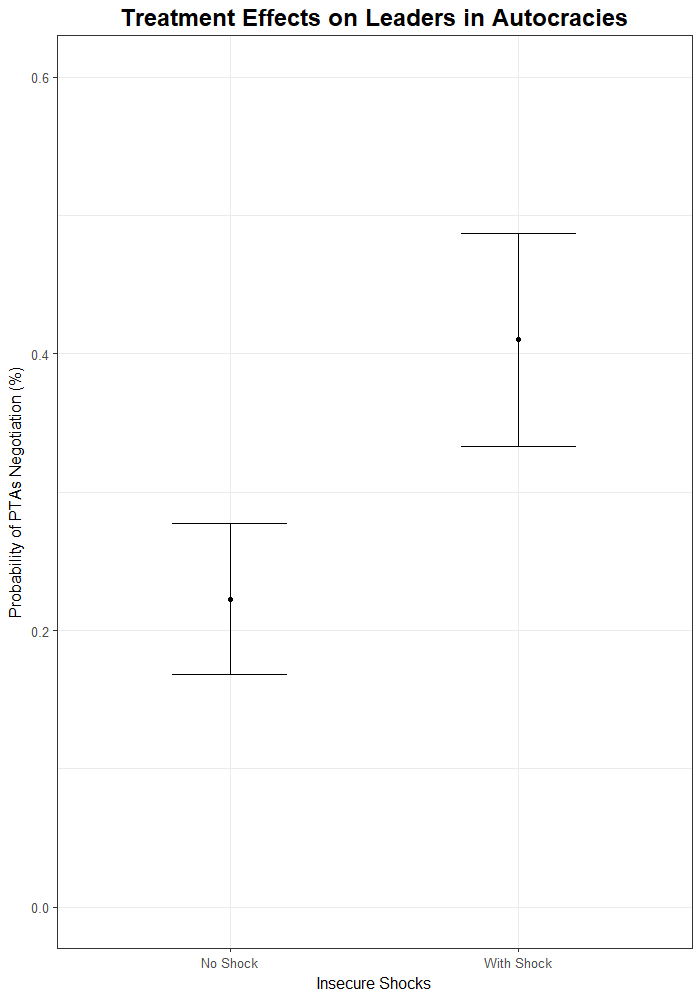 Treatment Effects on Leaders in Autocracies
Probability of PTAs Negotiation (%)
0.6
0.4
0.2
0.0
No Shock
With Shock
Insecure Shocks